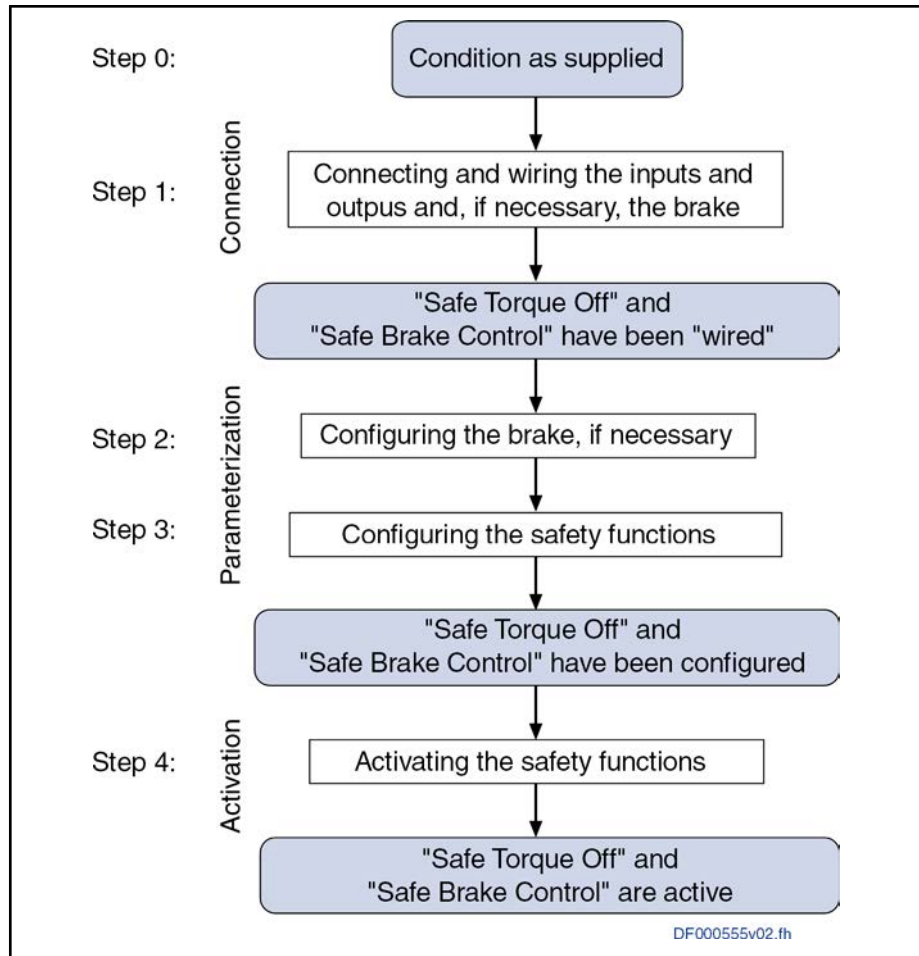 Step 0:
Condition as supplied
Connection
Step 1:
Connecting and wiring the inputs and
outpus and, if necessary, the brake
"Safe Torque Off" and
"Safe Brake Control" have been "wired"
Parameterization
Step 2:
Configuring the brake, if necessary
Step 3:
Configuring the safety functions
"Safe Torque Off" and
"Safe Brake Control" have been configured
Activation
Step 4:
Activating the safety functions
"Safe Torque Off" and
"Safe Brake Control" are active
DF000555v02.fh